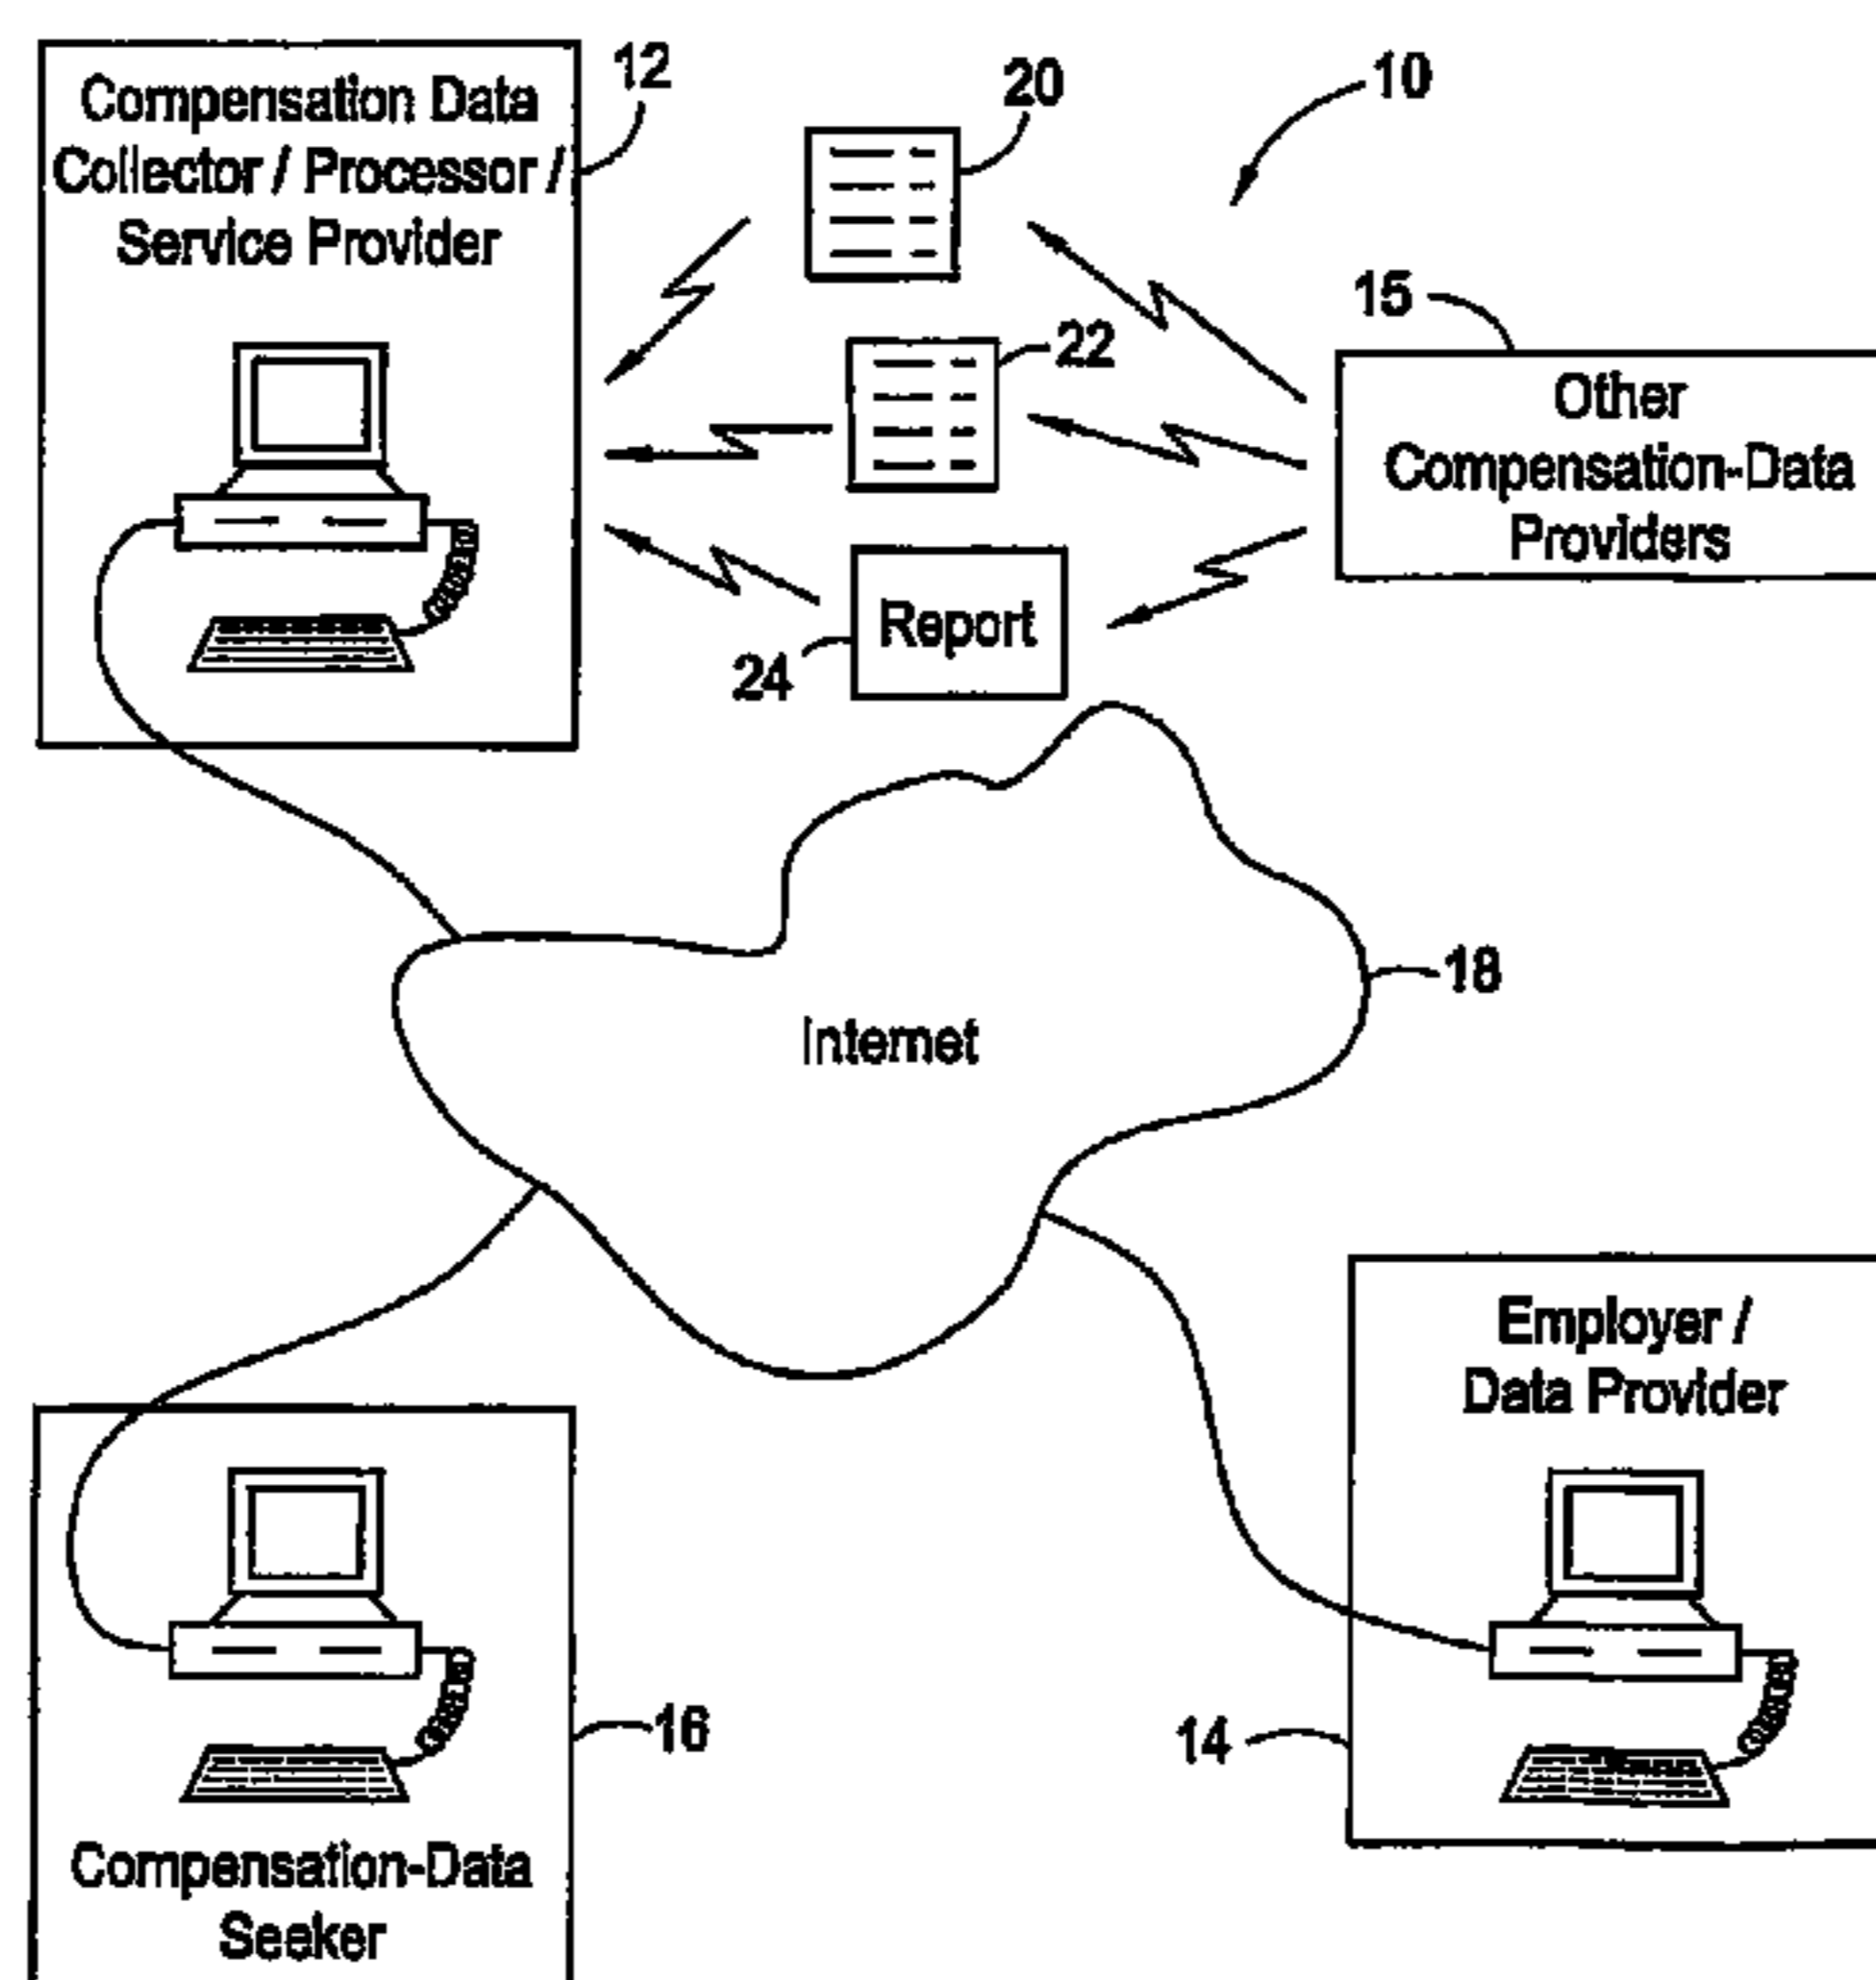 Compensation Data
Collector / Processor /
Service Provider
12
20
10
22
15
Other
Compensation-Data
Providers
Report
24
18
Internet
Employer /
Data Provider
16
14
Compensation-Data
Seeker